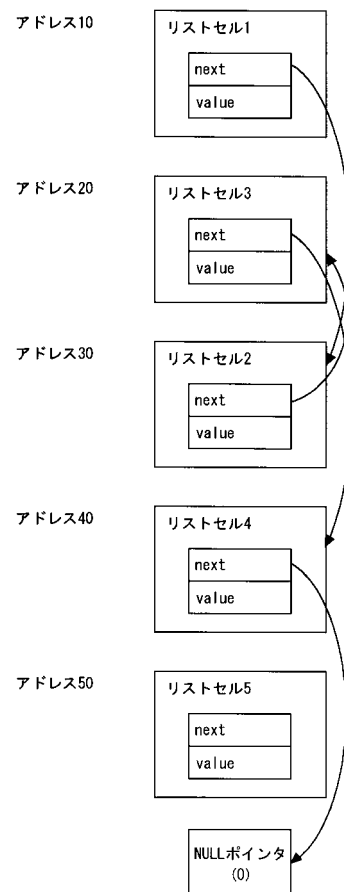 アドレス10
リストセル1
next
value
アドレス20
リストセル3
next
value
アドレス30
リストセル2
next
value
アドレス40
リストセル4
next
value
アドレス50
リストセル5
next
value
NULLポインタ
(0)